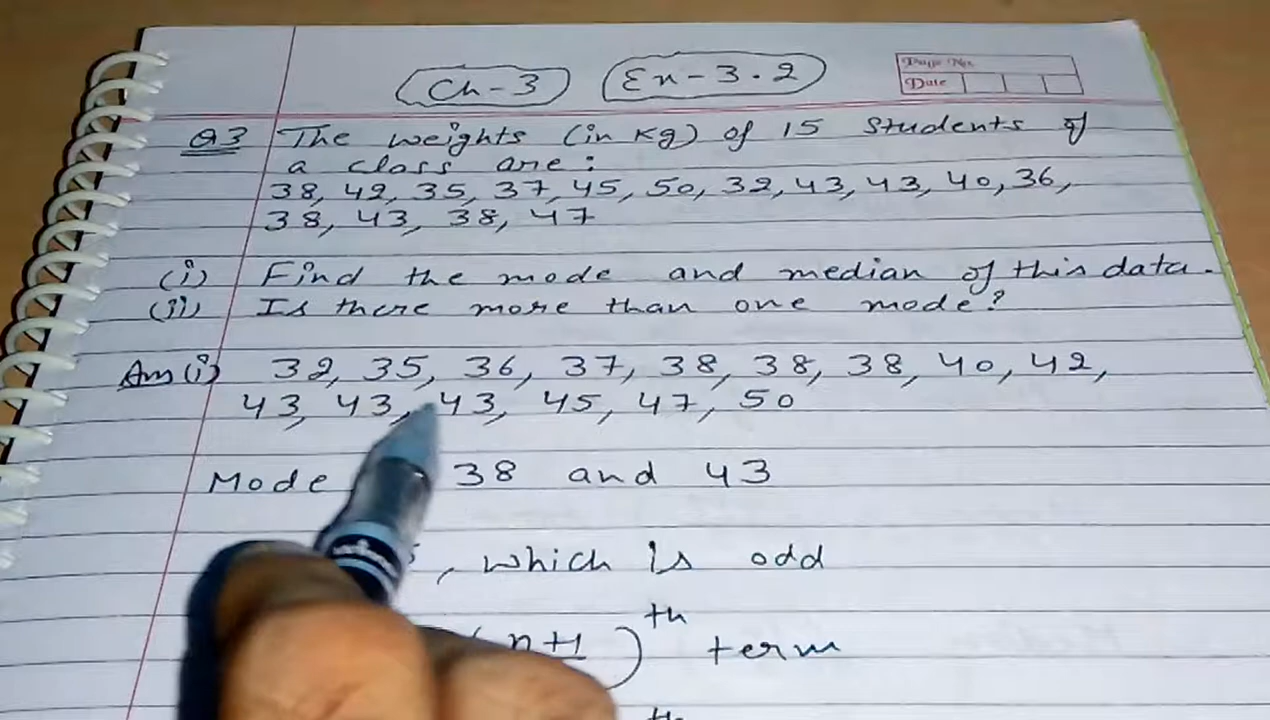 Ch-3 Ex-3.2
Page No.
Date
Q3 The weights (in kg) of 15 students of
a class are:
38, 42, 35, 37, 45, 50, 32, 43, 43, 40, 36,
38, 43, 38, 47
(i) Find the mode and median of this data.
(ii) Is there more than one mode?
Ans (i) 32, 35, 36, 37, 38, 38, 38, 40, 42,
43, 43, 43, 45, 47, 50
Mode 38 and 43
, which is odd
(n+1)th term
th